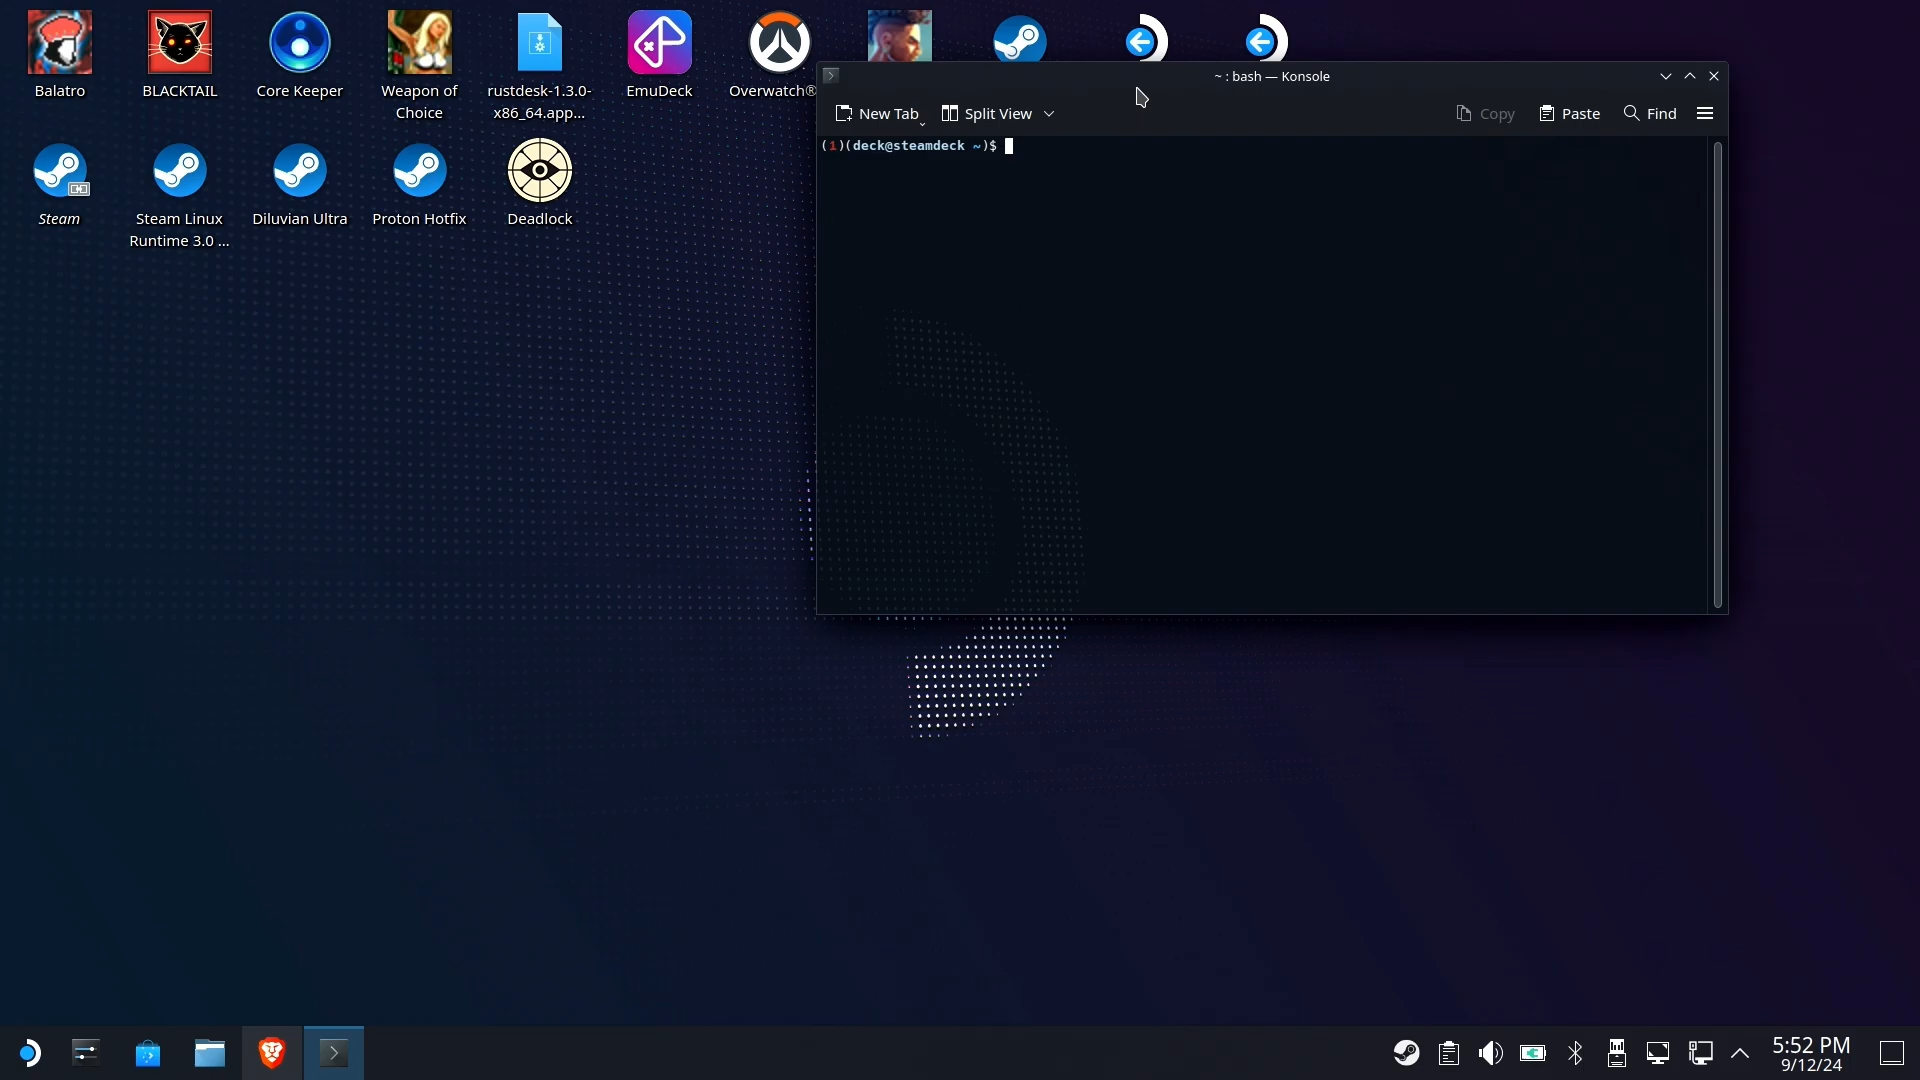 Balatro
BLACKTAIL
Core Keeper
Weapon of
Choice
rustdesk-1.3.0-
x86_64.app...
EmuDeck
Overwatch®
Steam
Steam Linux
Runtime 3.0 ...
Diluvian Ultra
Proton Hotfix
Deadlock
~ : bash — Konsole
New Tab
Split View
Copy
Paste
Find
(1)(deck@steamdeck ~)$
5:52 PM
9/12/24